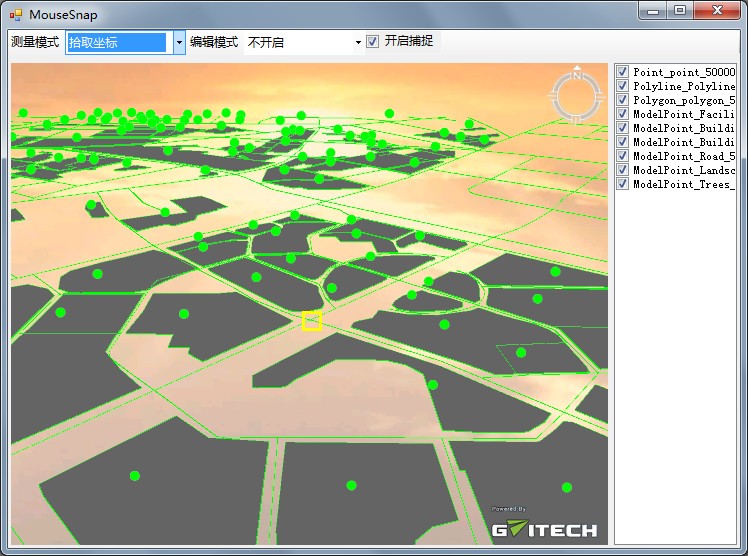 MouseSnap
测量模式 拾取坐标 编辑模式 不开启 开启捕捉
N
Point_point_50000
Polyline_Polyline
Polygon_polygon_5
ModelPoint_Facili
ModelPoint_Buildi
ModelPoint_Buildi
ModelPoint_Road_5
ModelPoint_Landsc
ModelPoint_Trees_
Powered By
GVITECH